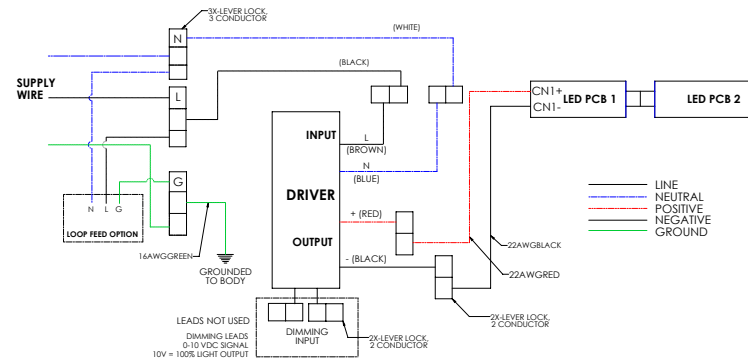 3X-LEVER LOCK,
3 CONDUCTOR
N
(WHITE)
SUPPLY
WIRE
(BLACK)
L
CN1+
CN1-
LED PCB 1
LED PCB 2
INPUT
L
(BROWN)
N
(BLUE)
DRIVER
G
N L G
LOOP FEED OPTION
+ (RED)
OUTPUT
- (BLACK)
16AWGGREEN
GROUNDED
TO BODY
LINE
NEUTRAL
POSITIVE
NEGATIVE
GROUND
22AWGBLACK
22AWGRED
2X-LEVER LOCK,
2 CONDUCTOR
LEADS NOT USED
DIMMING LEADS
0-10 VDC SIGNAL
10V = 100% LIGHT OUTPUT
DIMMING
INPUT
2X-LEVER LOCK,
2 CONDUCTOR